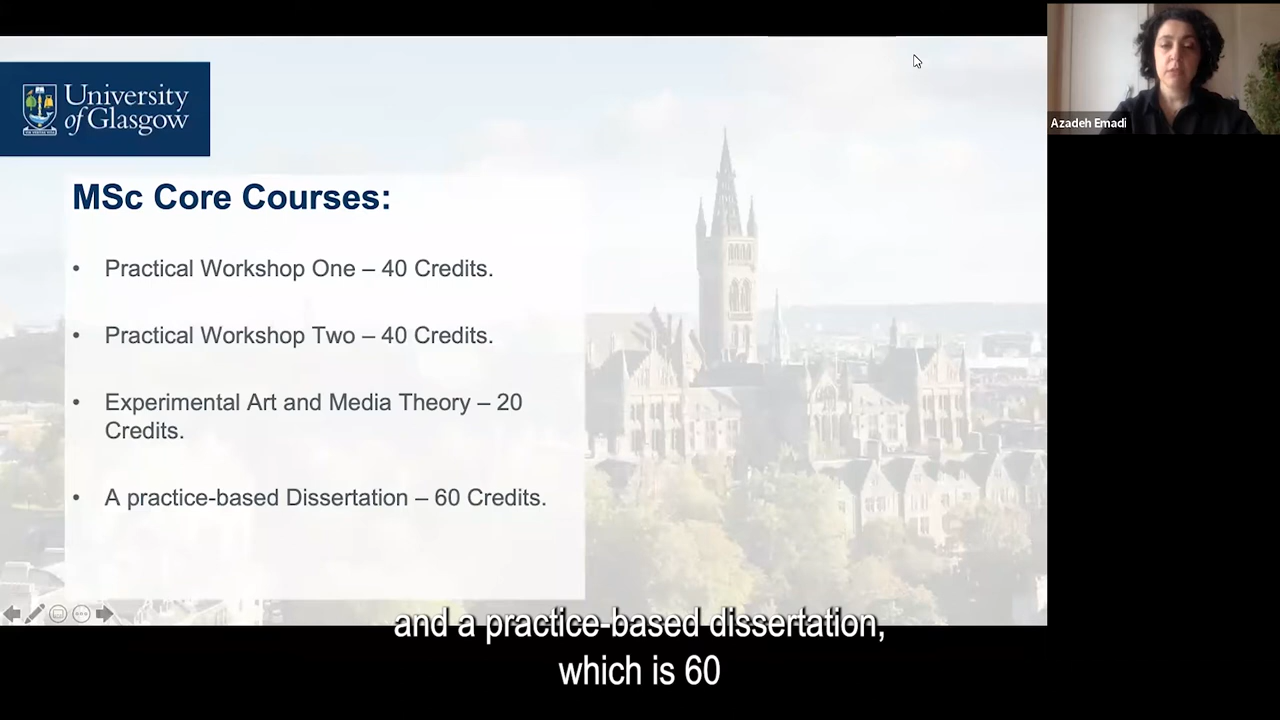 University
of Glasgow
Azadeh Emadi
MSc Core Courses:
• Practical Workshop One – 40 Credits.
• Practical Workshop Two – 40 Credits.
• Experimental Art and Media Theory – 20
Credits.
• A practice-based Dissertation – 60 Credits.
and a practice-based dissertation,
which is 60